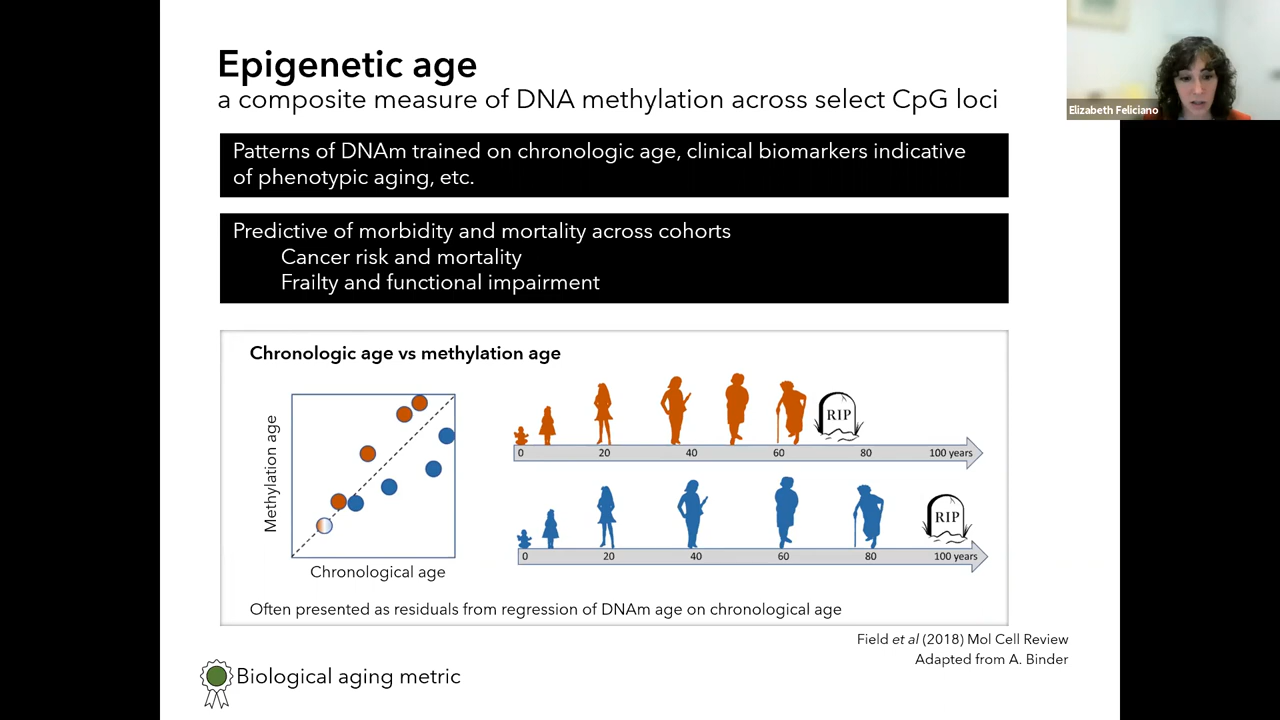 Epigenetic age
a composite measure of DNA methylation across select CpG loci
Elizabeth Feliciano
Patterns of DNAm trained on chronologic age, clinical biomarkers indicative
of phenotypic aging, etc.
Predictive of morbidity and mortality across cohorts
Cancer risk and mortality
Frailty and functional impairment
Chronologic age vs methylation age
Methylation age
Chronological age
RIP
0 20 40 60 80 100 years
RIP
0 20 40 60 80 100 years
Often presented as residuals from regression of DNAm age on chronological age
Field et al (2018) Mol Cell Review
Adapted from A. Binder
Biological aging metric